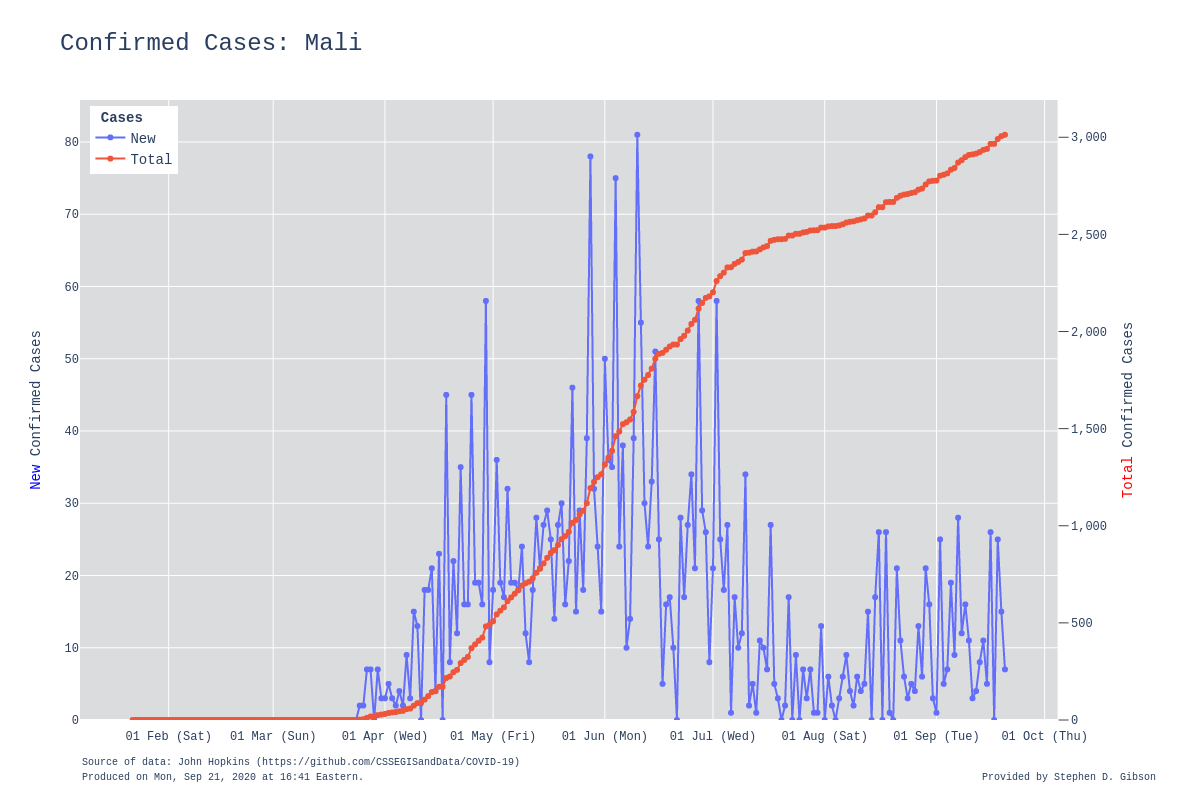 Confirmed Cases: Mali
Cases
New
Total
80
70
60
50
40
30
20
10
0
3,000
2,500
2,000
1,500
1,000
500
0
New Confirmed Cases
Total Confirmed Cases
01 Feb (Sat) 01 Mar (Sun) 01 Apr (Wed) 01 May (Fri) 01 Jun (Mon) 01 Jul (Wed) 01 Aug (Sat) 01 Sep (Tue) 01 Oct (Thu)
Source of data: John Hopkins (https://github.com/CSSEGISandData/COVID-19)
Produced on Mon, Sep 21, 2020 at 16:41 Eastern.
Provided by Stephen D. Gibson